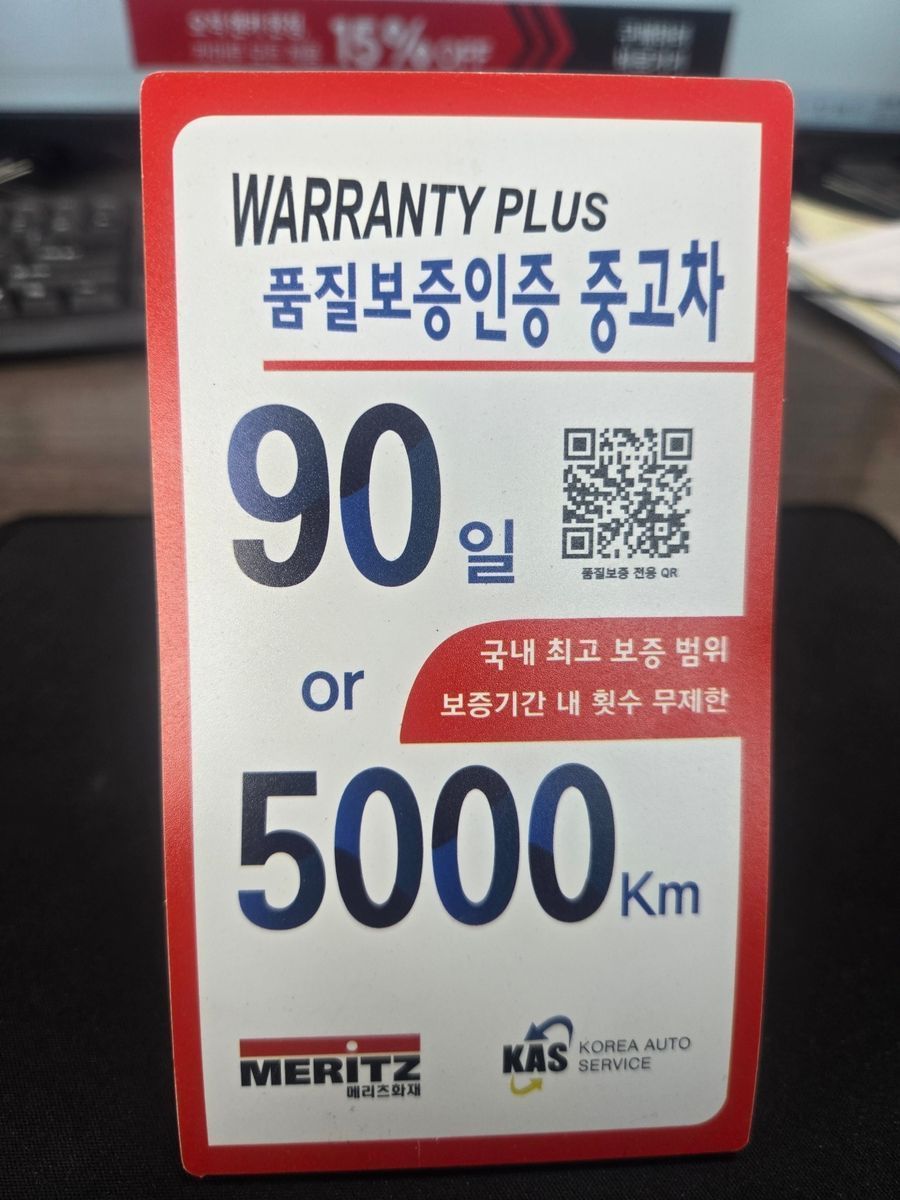 15% OFF
WARRANTY PLUS
품질보증인증 중고차
90일
품질보증 전용 QR
or
국내 최고 보증 범위
보증기간 내 횟수 무제한
5000Km
MERITZ
메리츠화재
KAS KOREA AUTO
SERVICE